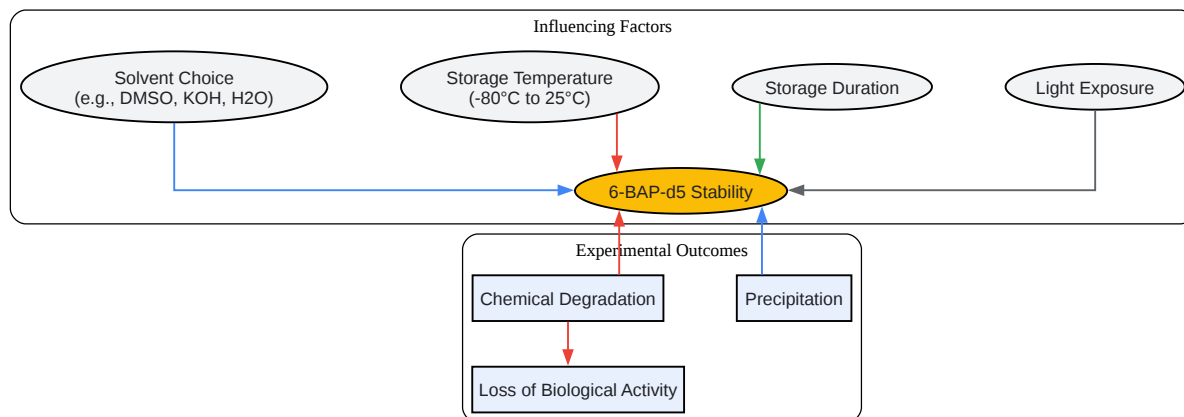 Influencing Factors
Solvent Choice
(e.g., DMSO, KOH, H2O)
Storage Temperature
(-80°C to 25°C)
Storage Duration
Light Exposure
6-BAP-d5 Stability
Experimental Outcomes
Chemical Degradation
Precipitation
Loss of Biological Activity